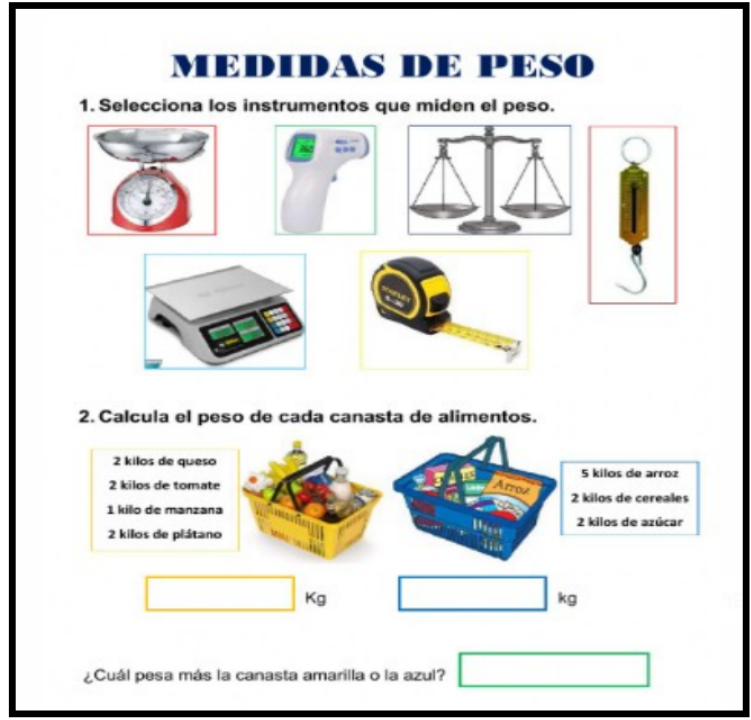 MEDIDAS DE PESO
1. Selecciona los instrumentos que miden el peso.
STANLEY
2. Calcula el peso de cada canasta de alimentos.
2 kilos de queso
2 kilos de tomate
1 kilo de manzana
2 kilos de plátano
Arroz
5 kilos de arroz
2 kilos de cereales
2 kilos de azúcar
Kg
kg
¿Cuál pesa más la canasta amarilla o la azul?